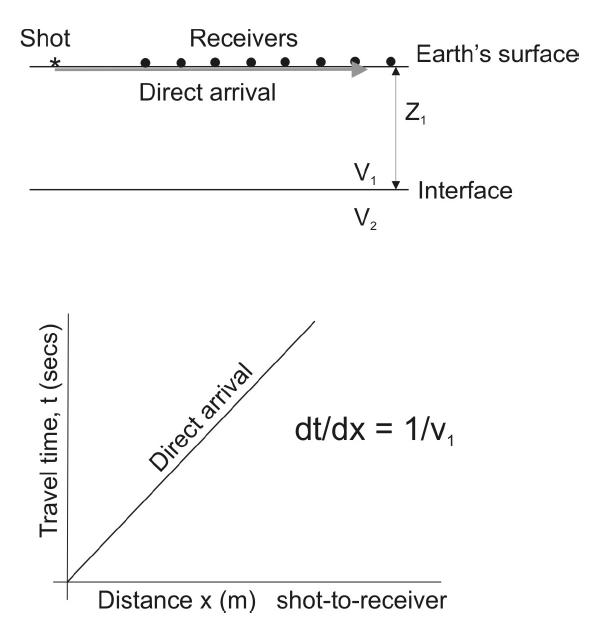 Shot
Receivers
Earth's surface
*
Direct arrival
Z₁
V₁
Interface
V₂
Travel time, t (secs)
Direct arrival
dt/dx = 1/v₁
Distance x (m) shot-to-receiver